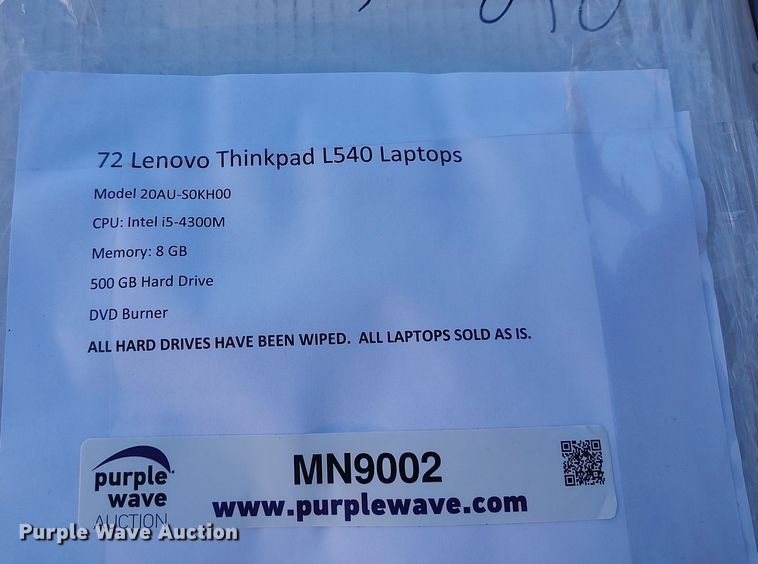 72 Lenovo Thinkpad L540 Laptops
Model 20AU-S0KH00
CPU: Intel i5-4300M
Memory: 8 GB
500 GB Hard Drive
DVD Burner
ALL HARD DRIVES HAVE BEEN WIPED. ALL LAPTOPS SOLD AS IS.
purple
wave
AUCTION
MN9002
www.purplewave.com
Purple Wave Auction